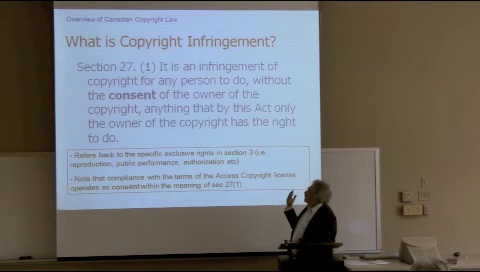 Overview of Canadian Copyright Law
What is Copyright Infringement?
Section 27. (1) It is an infringement of
copyright for any person to do, without
the consent of the owner of the
copyright, anything that by this Act only
the owner of the copyright has the right
to do.
• Refers back to the specific exclusive rights in section 3 (i.e.
reproduction, public performance, authorization etc)
• Note that compliance with the terms of the Access Copyright license
operates as consent within the meaning of sec 27(1)